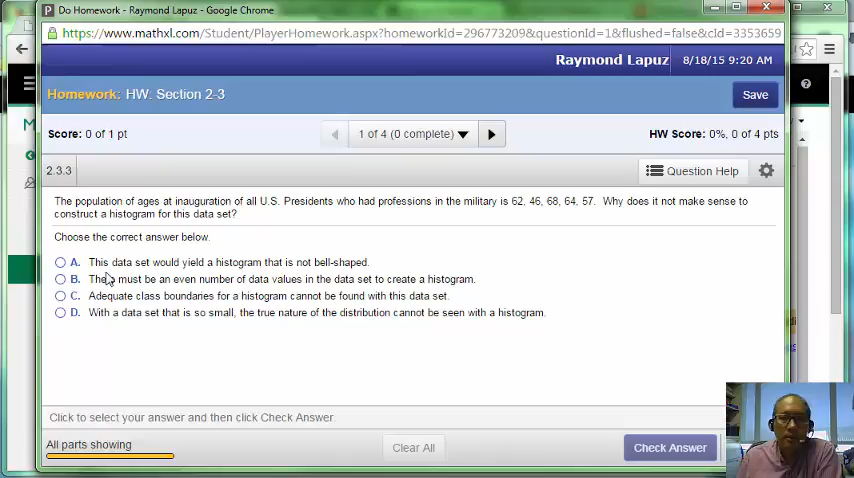 Do Homework - Raymond Lapuz - Google Chrome
https://www.mathxl.com/Student/PlayerHomework.aspx?homeworkId=296773209&questionId=1&flushed=false&cId=3353659
Raymond Lapuz 8/18/15 9:20 AM
Homework: HW: Section 2-3
Save
Score: 0 of 1 pt
1 of 4 (0 complete)
HW Score: 0%, 0 of 4 pts
2.3.3
Question Help
The population of ages at inauguration of all U.S. Presidents who had professions in the military is 62, 46, 68, 64, 57. Why does it not make sense to
construct a histogram for this data set?
Choose the correct answer below.
A. This data set would yield a histogram that is not bell-shaped.
B. must be an even number of data values in the data set to create a histogram.
C. Adequate class boundaries for a histogram cannot be found with this data set.
D. With a data set that is so small, the true nature of the distribution cannot be seen with a histogram.
Click to select your answer and then click Check Answer.
All parts showing
Clear All
Check Answer